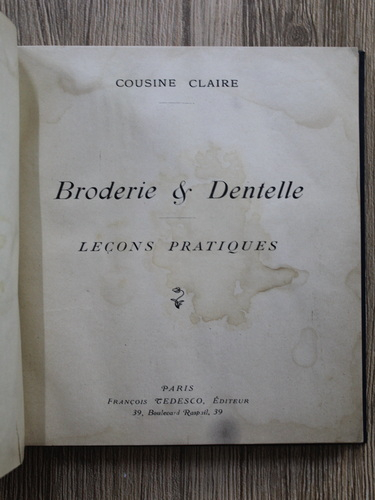 COUSINE CLAIRE
Broderie & Dentelle
LEÇONS PRATIQUES
PARIS
FRANÇOIS TEDESCO, ÉDITEUR
39, Boulevard Raspail, 39